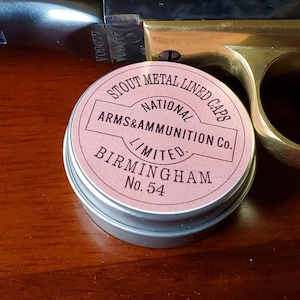 STOUT METAL LINED CAPS
NATIONAL
ARMS&AMMUNITION Co.
LIMITED.
BIRMINGHAM
No. 54